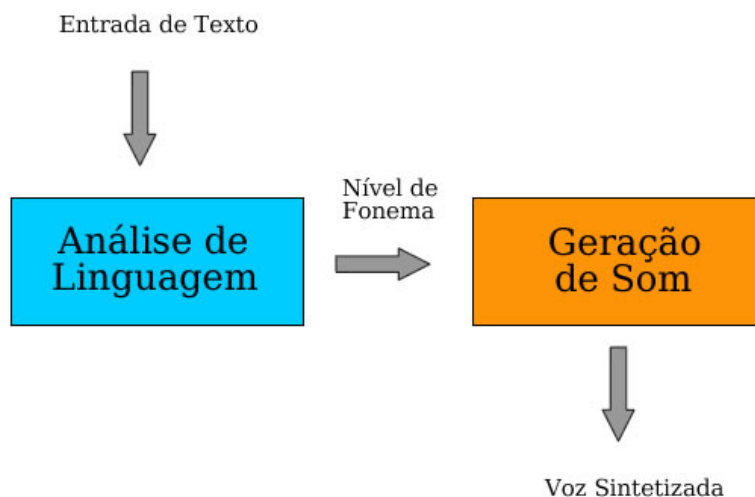 Entrada de Texto
Análise de
Linguagem
Nível de
Fonema
Geração
de Som
Voz Sintetizada